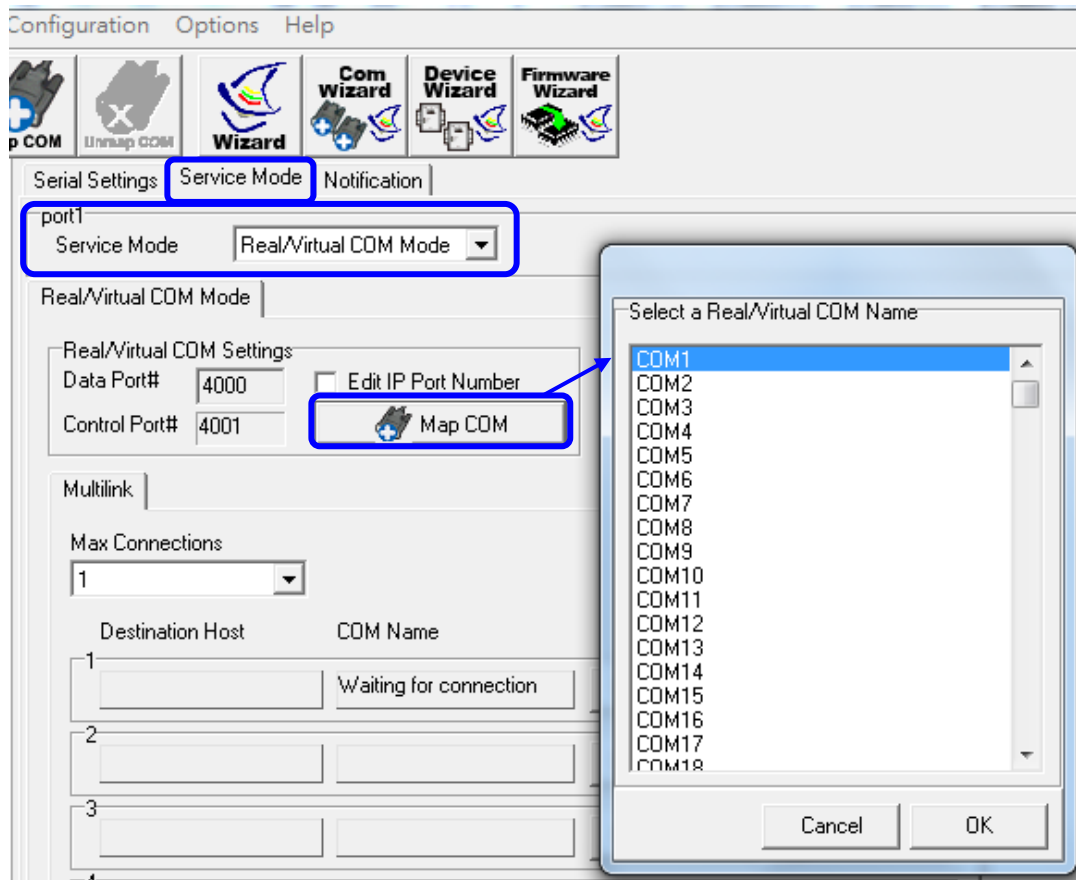 Configuration Options Help
p COM
Unmap COM
Wizard
Com Wizard
Device Wizard
Firmware Wizard
Serial Settings Service Mode Notification
port1
Service Mode Real/Virtual COM Mode
Real/Virtual COM Mode
Real/Virtual COM Settings
Data Port# 4000 Edit IP Port Number
Control Port# 4001 Map COM
Multilink
Max Connections
1
Destination Host COM Name
1
Waiting for connection
2
3
4
Select a Real/Virtual COM Name
COM1
COM2
COM3
COM4
COM5
COM6
COM7
COM8
COM9
COM10
COM11
COM12
COM13
COM14
COM15
COM16
COM17
COM18
Cancel OK